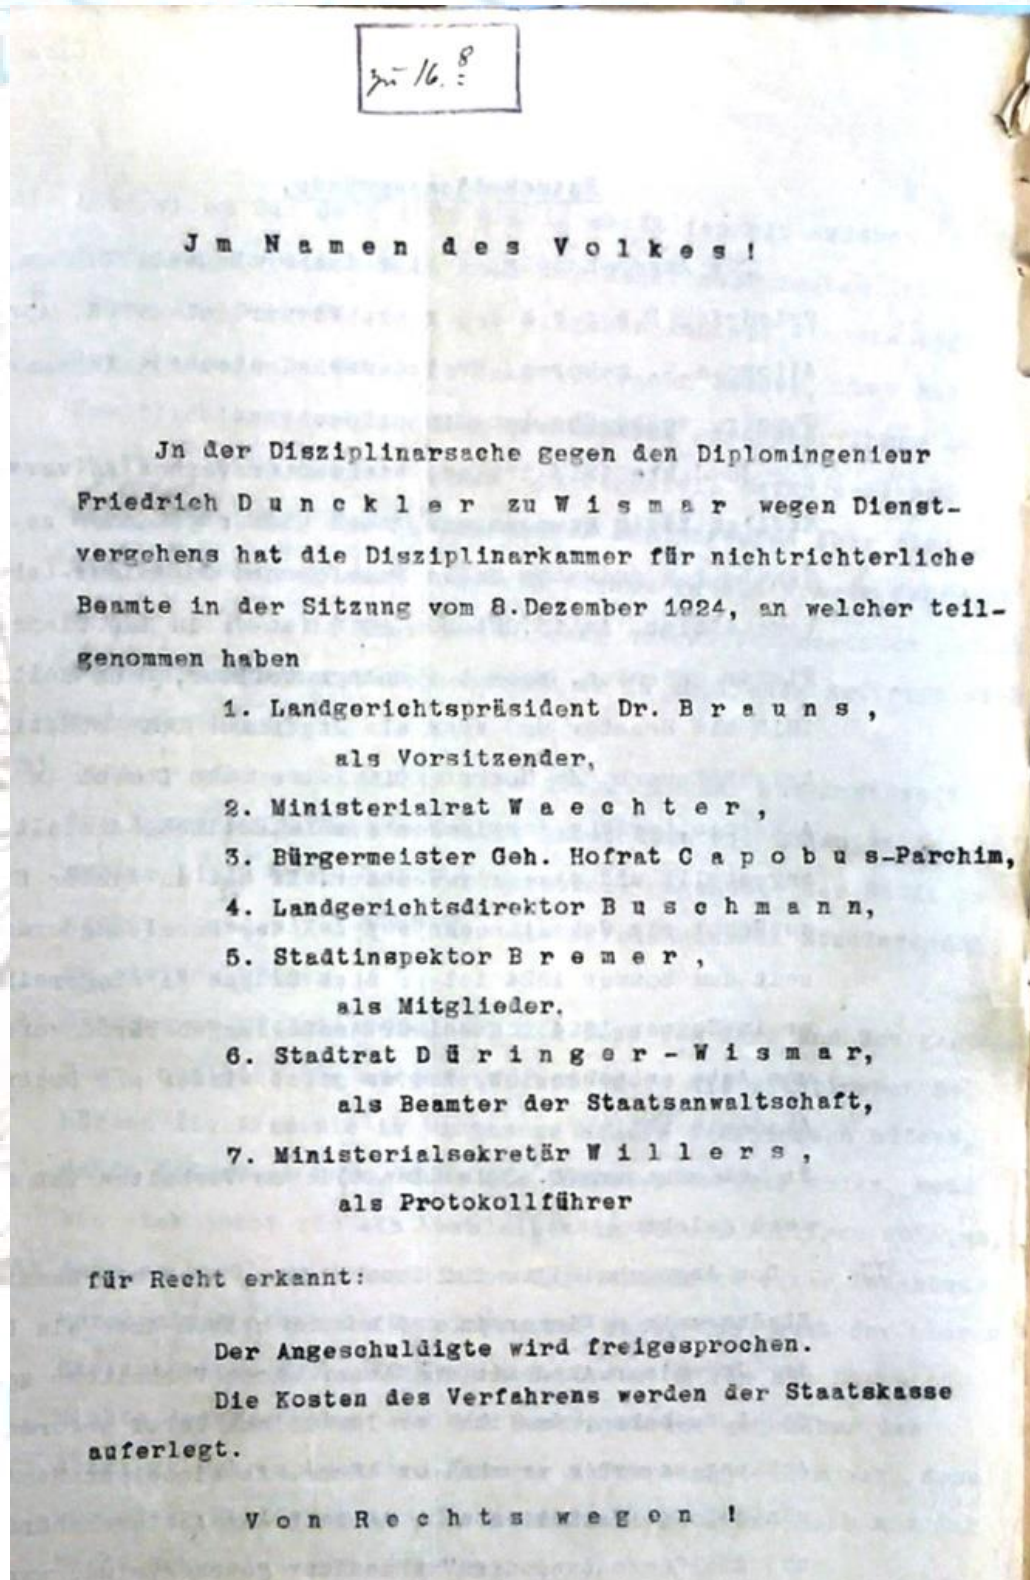 zu 16. 8
Jm Namen des Volkes!
Jn der Disziplinarsache gegen den Diplomingenieur
Friedrich Dunckler zu Wismar wegen Dienst-
vergehens hat die Disziplinarkammer für nichtrichterliche
Beamte in der Sitzung vom 8.Dezember 1924, an welcher teil-
genommen haben
1. Landgerichtspräsident Dr. Brauns,
als Vorsitzender,
2. Ministerialrat Waechter,
3. Bürgermeister Geh. Hofrat Capobus-Parchim,
4. Landgerichtsdirektor Buschmann,
5. Stadtinspektor Bremer,
als Mitglieder.
6. Stadtrat Düringer-Wismar,
als Beamter der Staatsanwaltschaft,
7. Ministerialsekretär Willers,
als Protokollführer
für Recht erkannt:
Der Angeschuldigte wird freigesprochen.
Die Kosten des Verfahrens werden der Staatskasse
auferlegt.
Von Rechtswegen !